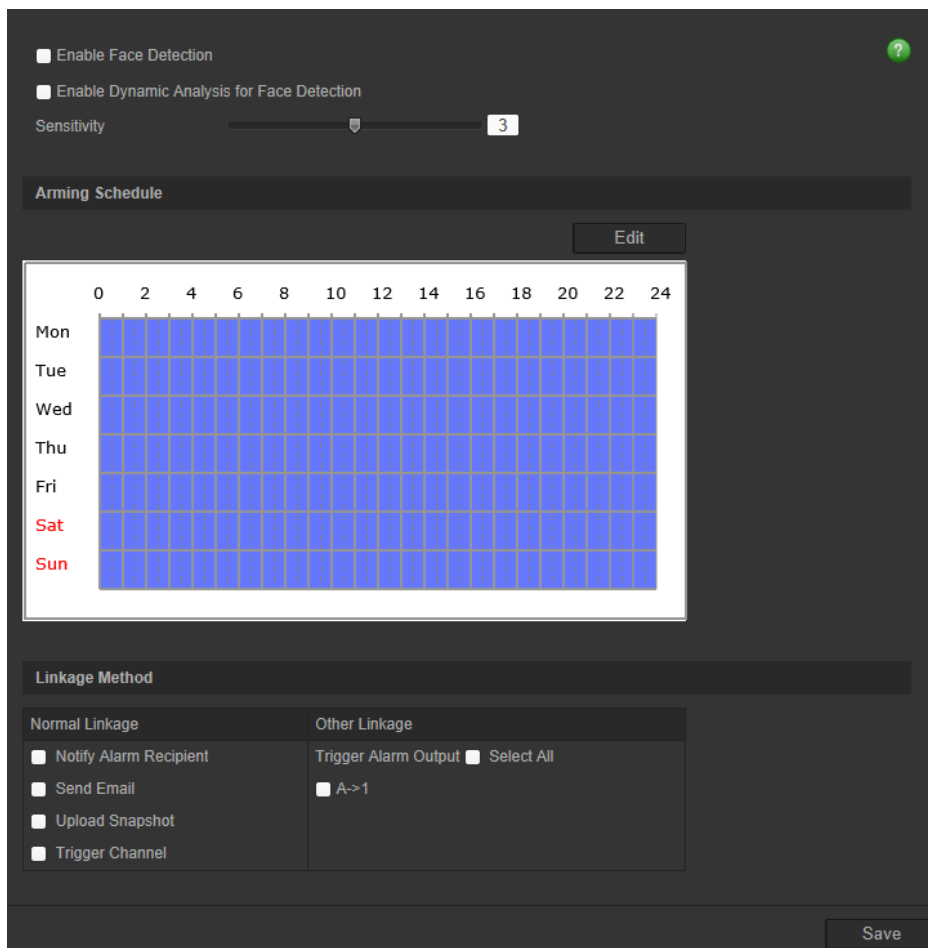 Enable Face Detection
?
Enable Dynamic Analysis for Face Detection
Sensitivity 3
Arming Schedule
Edit
0 2 4 6 8 10 12 14 16 18 20 22 24
Mon
Tue
Wed
Thu
Fri
Sat
Sun
Linkage Method
Normal Linkage Other Linkage
Notify Alarm Recipient Trigger Alarm Output Select All
Send Email A->1
Upload Snapshot
Trigger Channel
Save